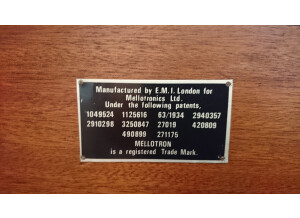 Manufactured by E.M.I. London for
Mellotronics Ltd.
Under the following patents,
1049524 1125616 63/1934 2940357
2910298 3250847 27019 420809
490899 271175
MELLOTRON
is a registered Trade Mark.